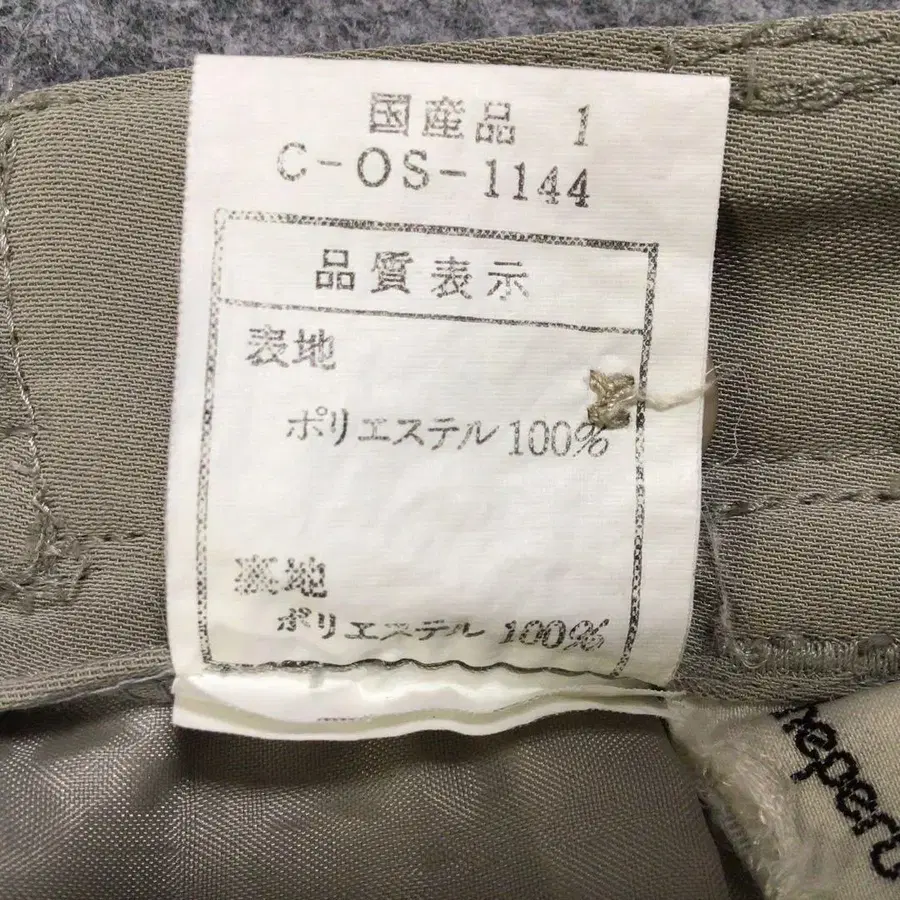 国産品 1
C-OS-1144
品質表示
表地
ポリエステル 100%
裏地
ポリエステル 100%